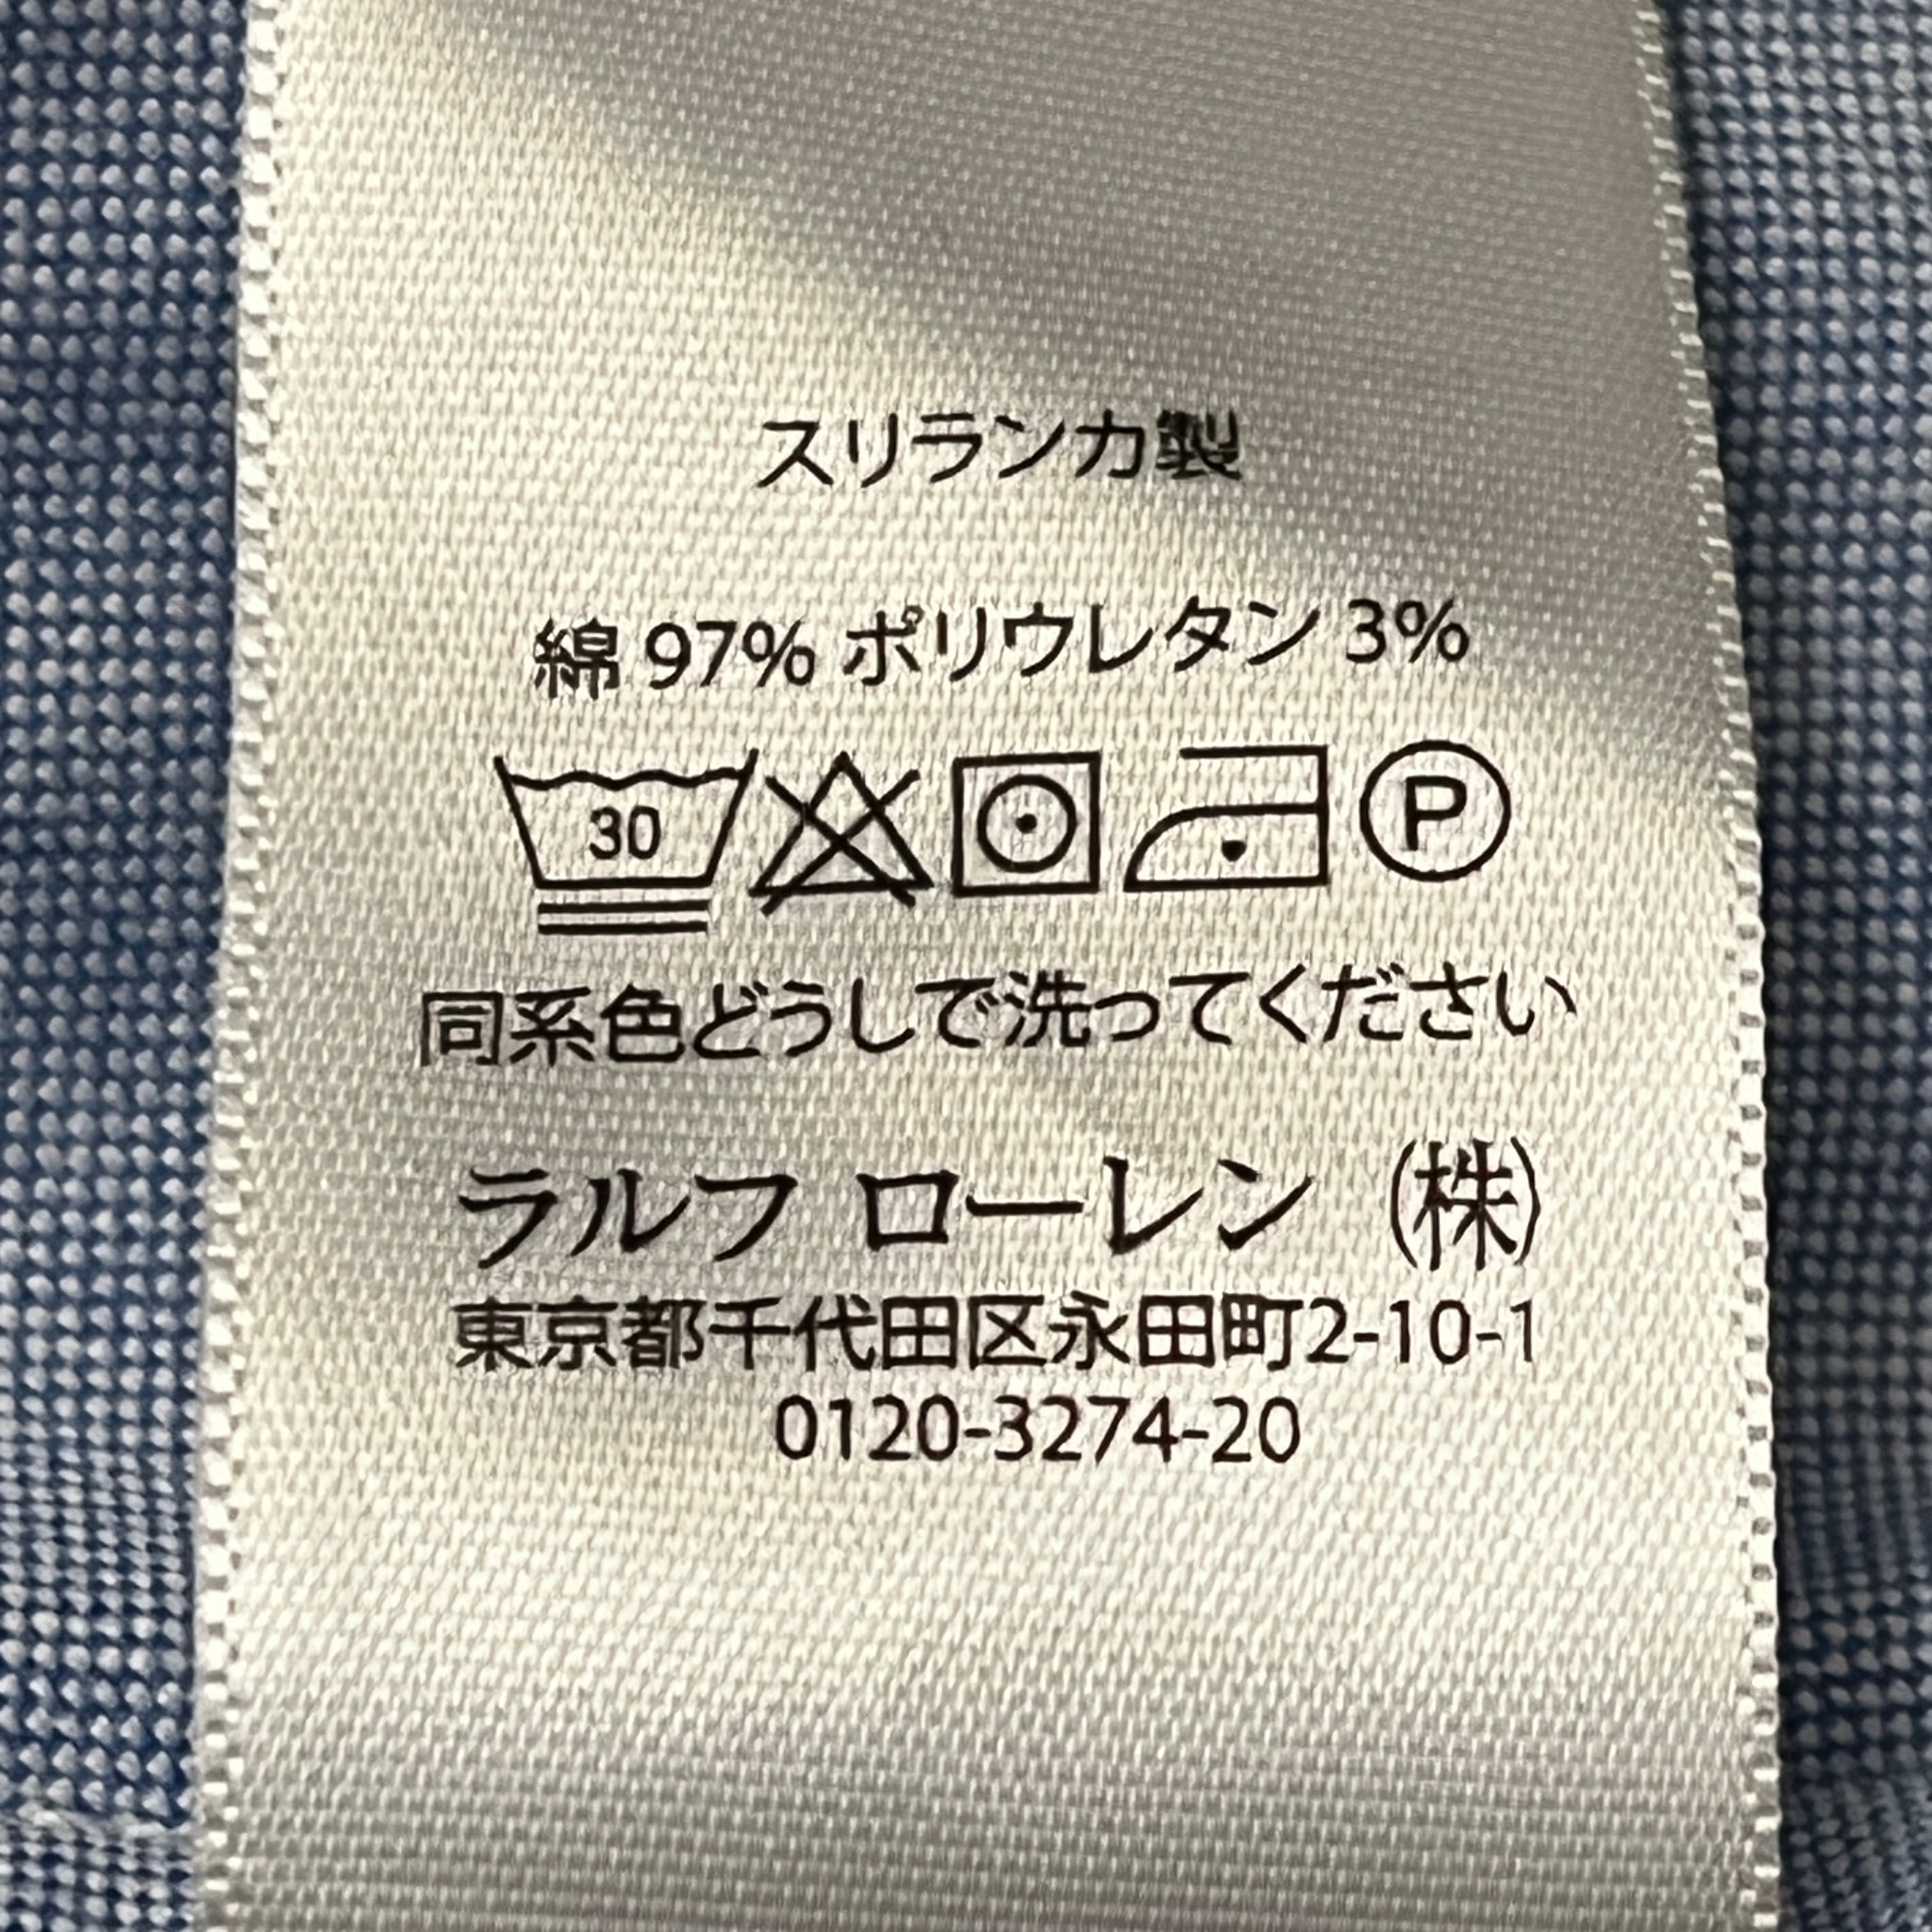 スリランカ製
綿 97% ポリウレタン 3%
30 P
同系色どうしで洗ってください
ラルフ ローレン (株)
東京都千代田区永田町2-10-1
0120-3274-20